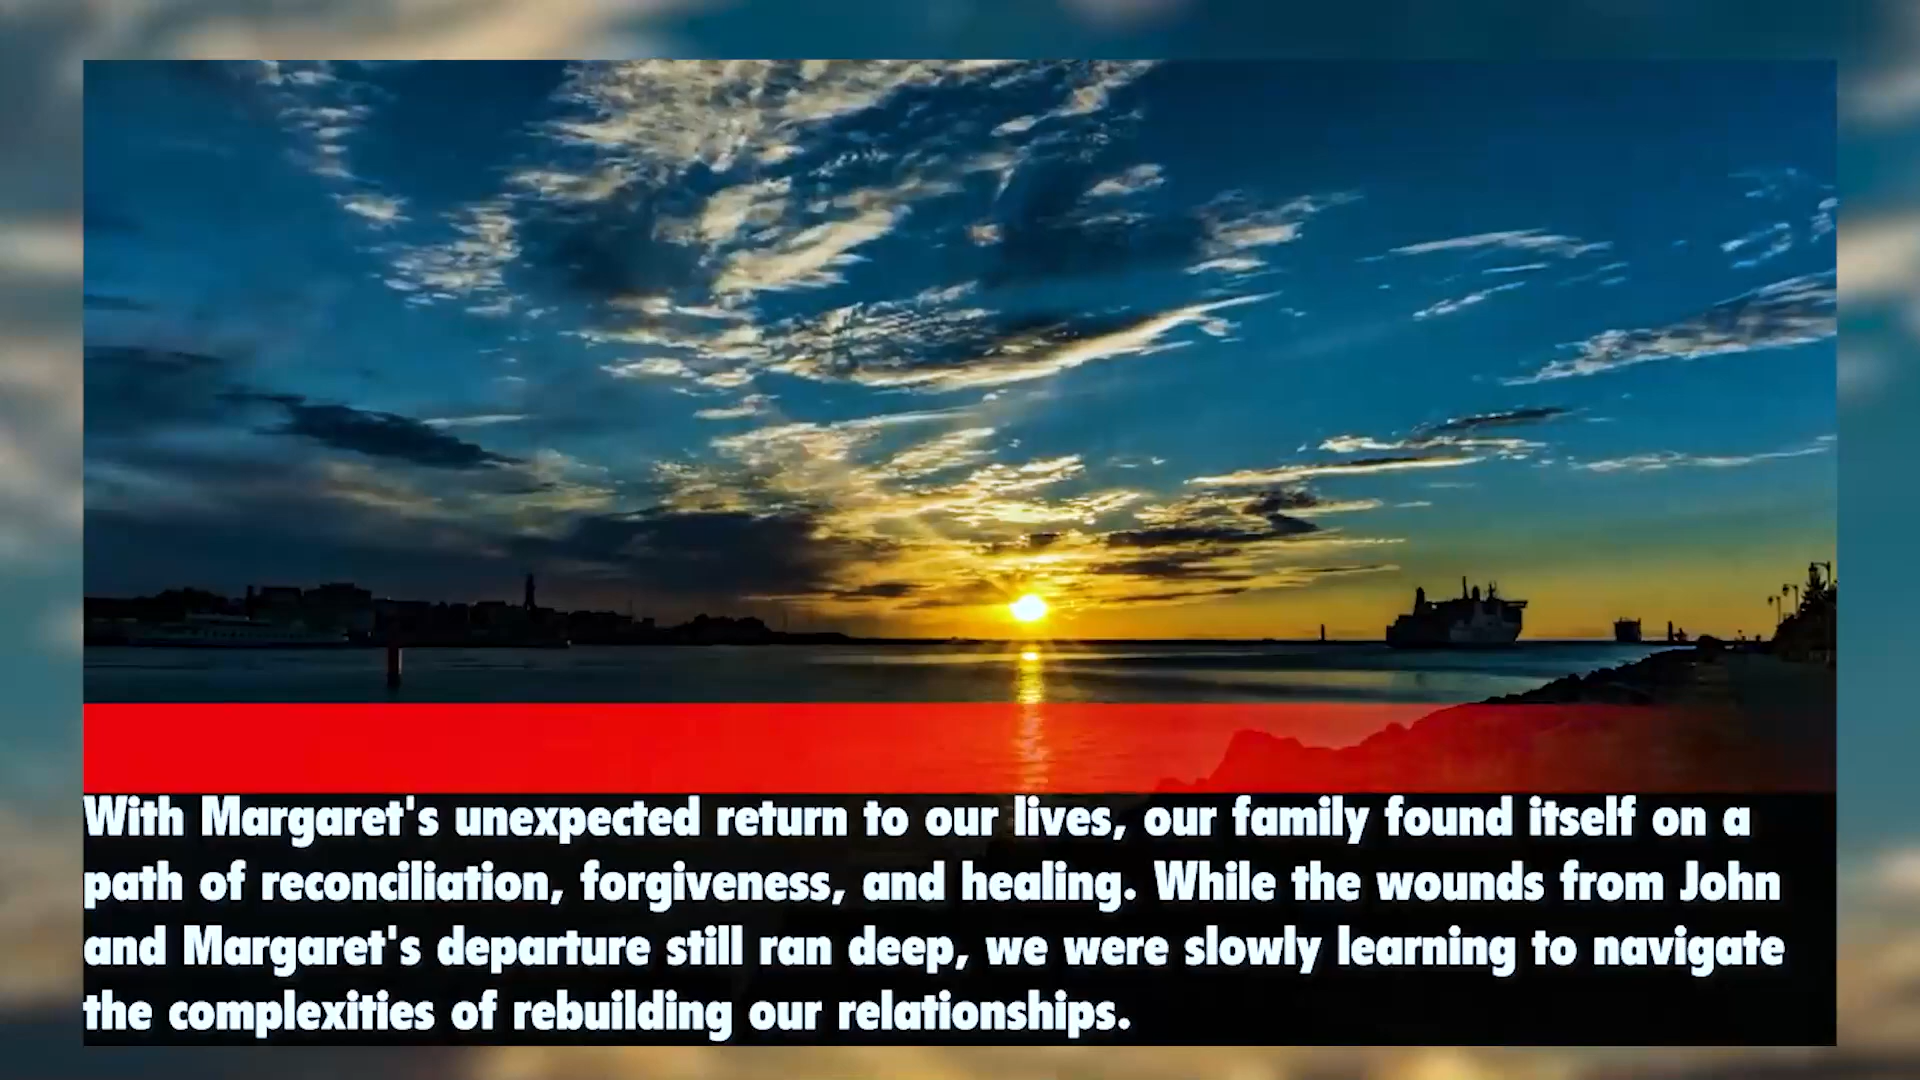 With Margaret's unexpected return to our lives, our family found itself on a
path of reconciliation, forgiveness, and healing. While the wounds from John
and Margaret's departure still ran deep, we were slowly learning to navigate
the complexities of rebuilding our relationships.